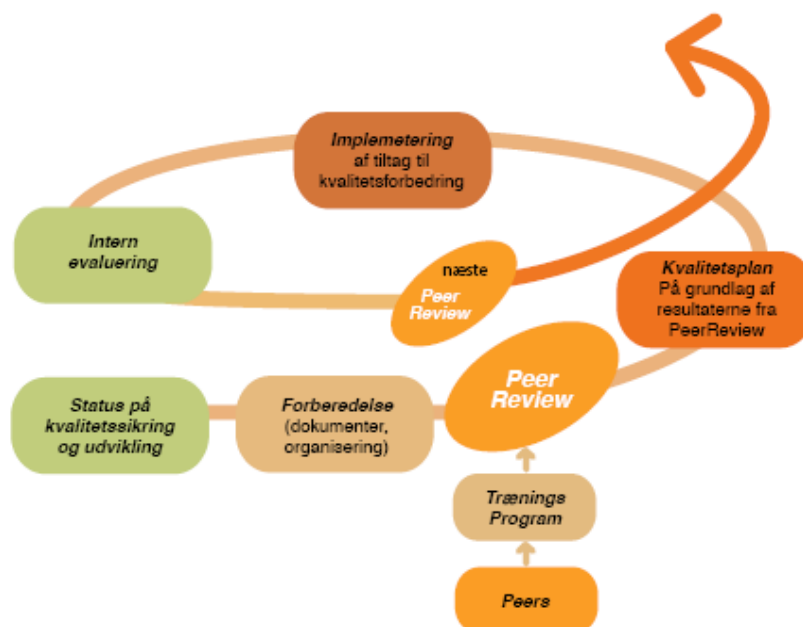 Implemetering
af tiltag til
kvalitetsforbedring
Intern
evaluering
næste
Peer
Review
Kvalitetsplan
På grundlag af
resultaterne fra
PeerReview
Peer
Review
Status på
kvalitetssikring
og udvikling
Forberedelse
(dokumenter,
organisering)
Trænings
Program
Peers